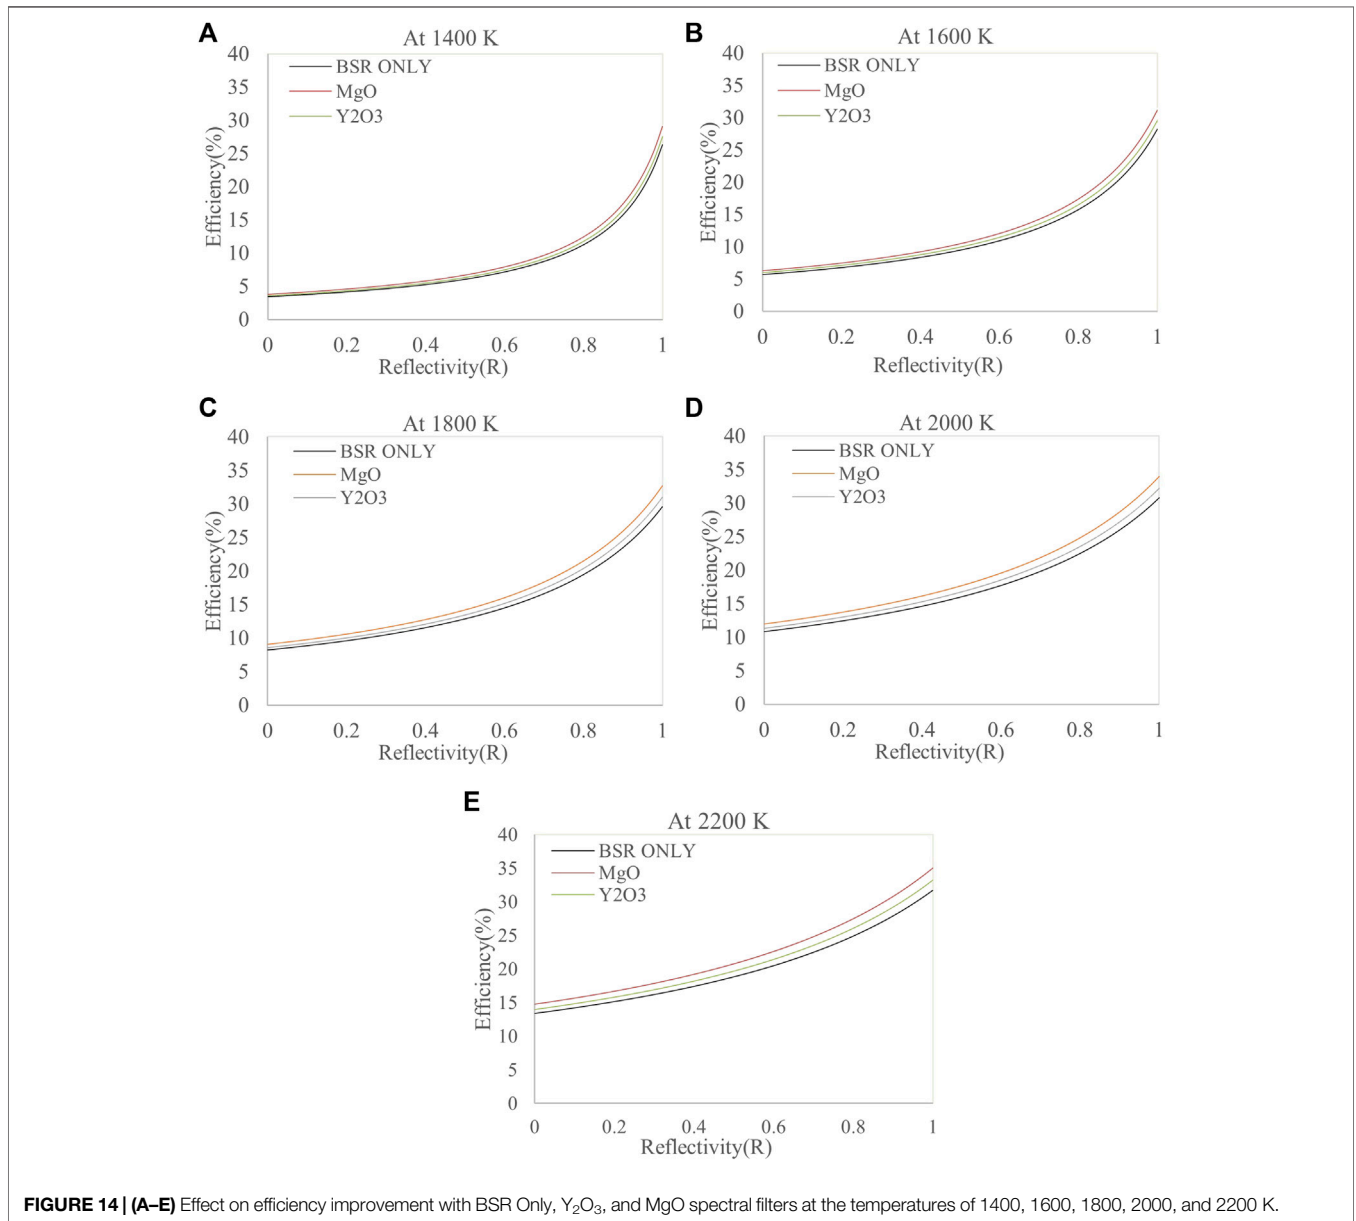 A
At 1400 K
BSR ONLY
MgO
Y2O3
Efficiency(%)
40
35
30
25
20
15
10
5
0
0 0.2 0.4 0.6 0.8 1
Reflectivity(R)
B
At 1600 K
BSR ONLY
MgO
Y2O3
Efficiency(%)
40
35
30
25
20
15
10
5
0
0 0.2 0.4 0.6 0.8 1
Reflectivity(R)
C
At 1800 K
BSR ONLY
MgO
Y2O3
Efficiency(%)
40
35
30
25
20
15
10
5
0
0 0.2 0.4 0.6 0.8 1
Reflectivity(R)
D
At 2000 K
BSR ONLY
MgO
Y2O3
Efficiency(%)
40
35
30
25
20
15
10
5
0
0 0.2 0.4 0.6 0.8 1
Reflectivity(R)
E
At 2200 K
BSR ONLY
MgO
Y2O3
Efficiency(%)
40
35
30
25
20
15
10
5
0
0 0.2 0.4 0.6 0.8 1
Reflectivity(R)
FIGURE 14 | (A–E) Effect on efficiency improvement with BSR Only, Y₂O₃, and MgO spectral filters at the temperatures of 1400, 1600, 1800, 2000, and 2200 K.